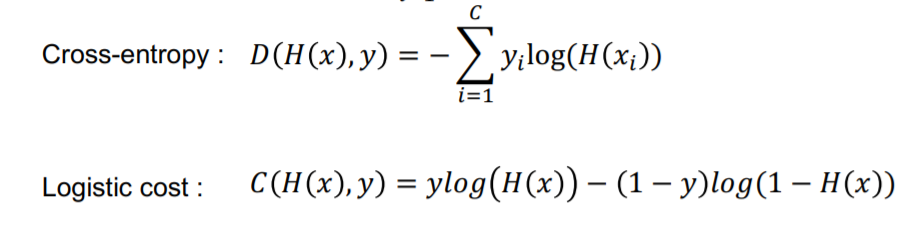 Cross-entropy : D(H(x), y) = − ∑_{i=1}^{C} y_i log(H(x_i))
Logistic cost : C(H(x), y) = ylog(H(x)) − (1 − y)log(1 − H(x))